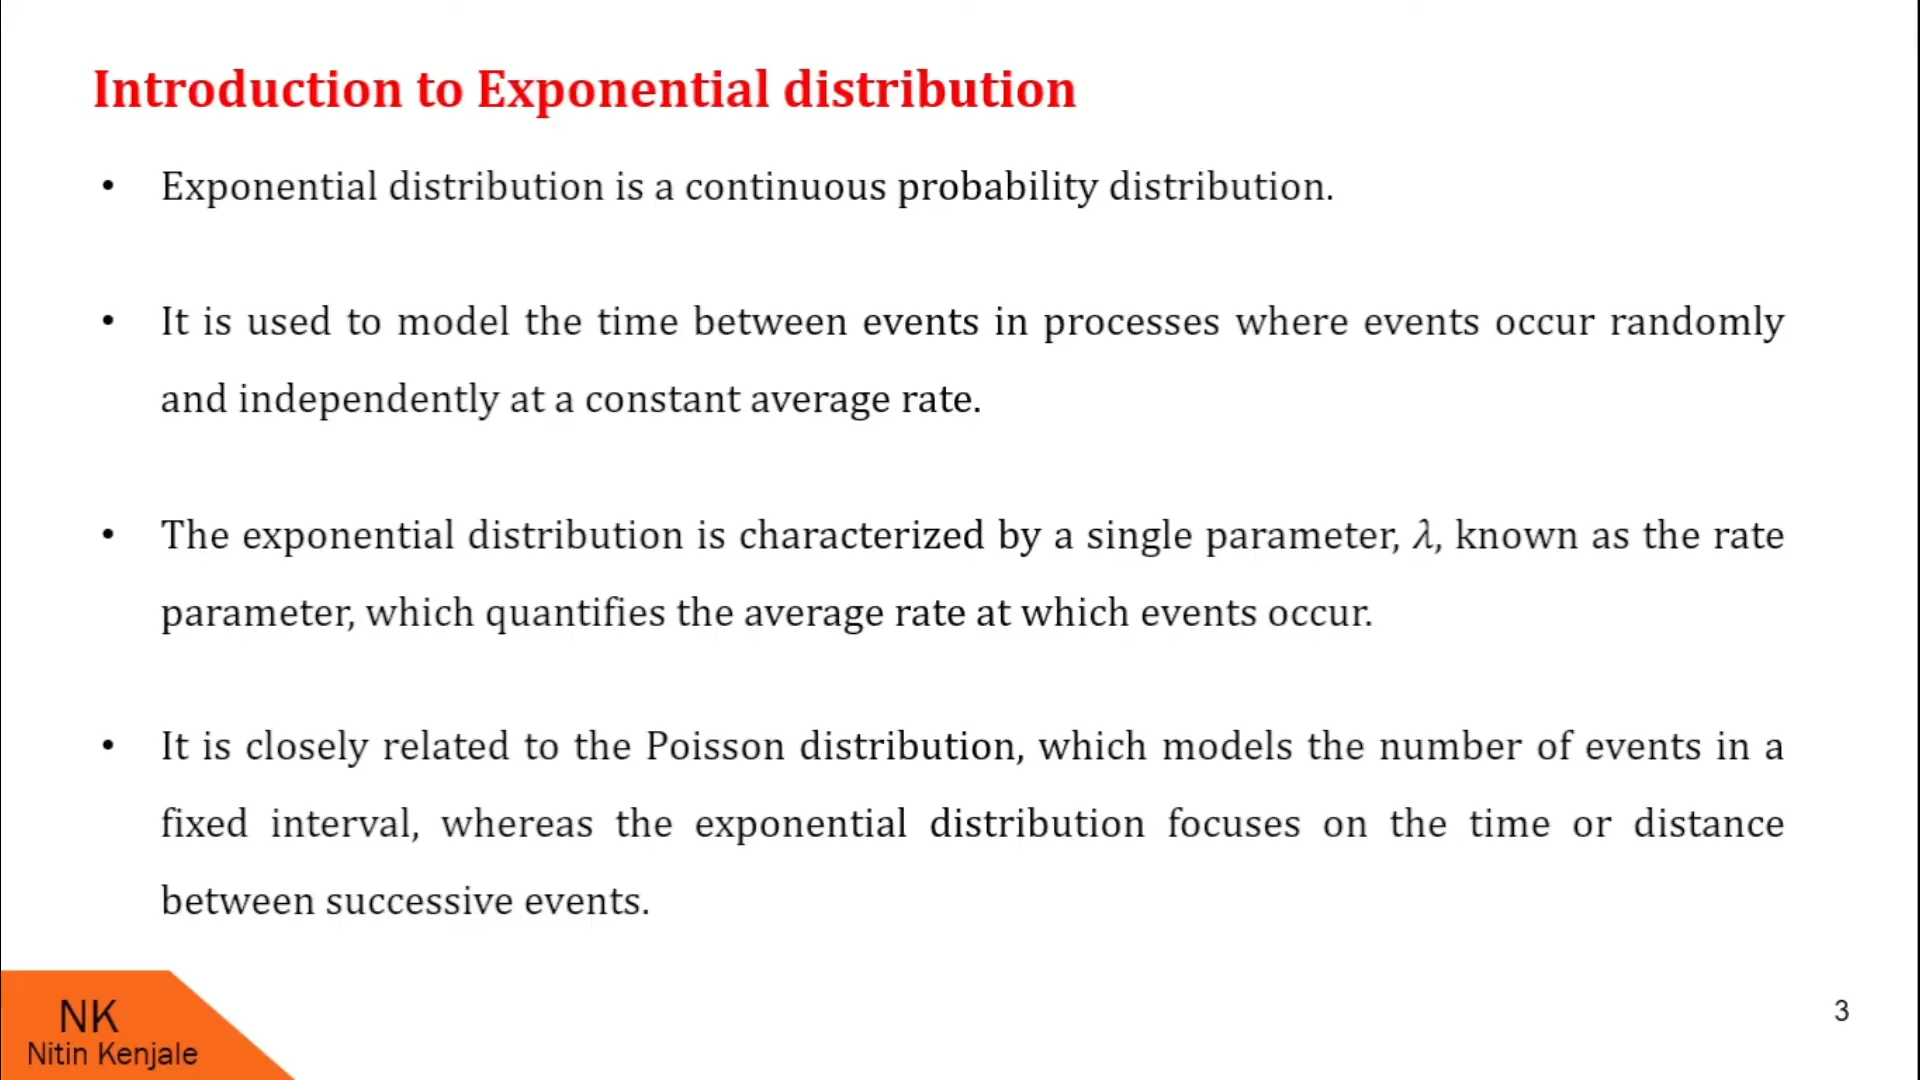 Introduction to Exponential distribution
• Exponential distribution is a continuous probability distribution.
• It is used to model the time between events in processes where events occur randomly
and independently at a constant average rate.
• The exponential distribution is characterized by a single parameter, λ, known as the rate
parameter, which quantifies the average rate at which events occur.
• It is closely related to the Poisson distribution, which models the number of events in a
fixed interval, whereas the exponential distribution focuses on the time or distance
between successive events.
NK
Nitin Kenjale
3